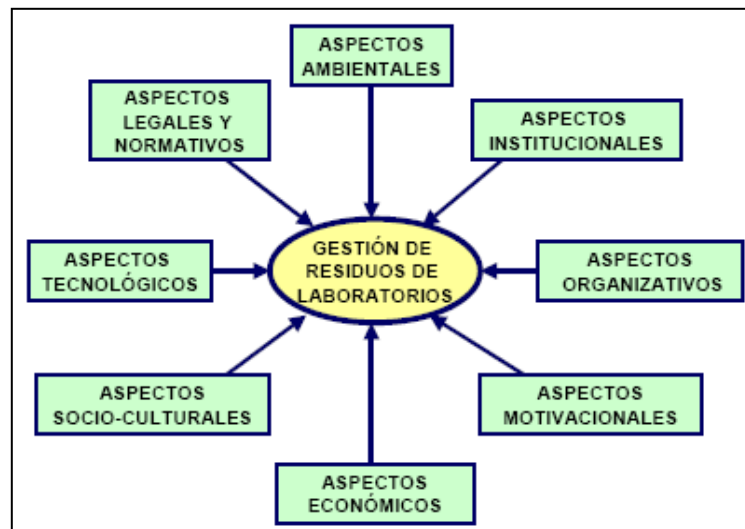 ASPECTOS
AMBIENTALES
ASPECTOS
LEGALES Y
NORMATIVOS
ASPECTOS
INSTITUCIONALES
GESTIÓN DE
RESIDUOS DE
LABORATORIOS
ASPECTOS
TECNOLÓGICOS
ASPECTOS
ORGANIZATIVOS
ASPECTOS
SOCIO-CULTURALES
ASPECTOS
MOTIVACIONALES
ASPECTOS
ECONÓMICOS